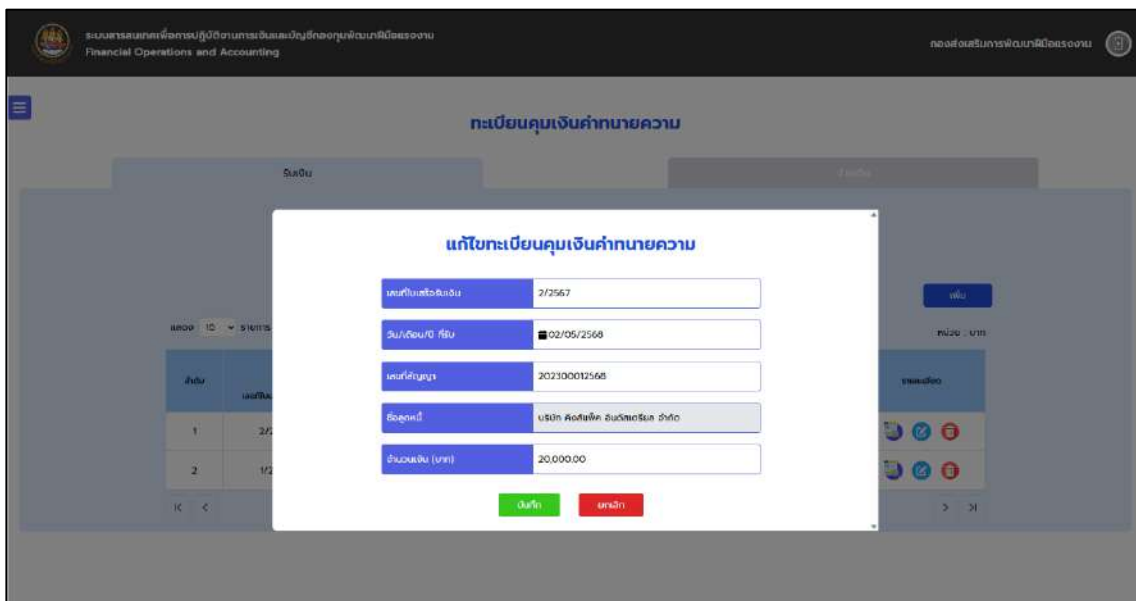 ระบบสารสนเทศเพื่อการปฏิบัติงานการเงินและบัญชีกองทุนพัฒนาฝีมือแรงงาน
Financial Operations and Accounting
กองส่งเสริมการพัฒนาฝีมือแรงงาน
ทะเบียนคุมเงินค่าทนายความ
รับเงิน
แก้ไขทะเบียนคุมเงินค่าทนายความ
เลขที่ใบเสร็จรับเงิน 2/2567
เพิ่ม
แสดง 10 รายการ
วัน/เดือน/ปี ที่รับ 02/05/2568
หน่วย : บาท
ลำดับ
เลขที่สัญญา 202300012568
รายละเอียด
ชื่อลูกหนี้ บริษัท คิงส์แพ็ค อินดัสเตรียล จำกัด
1 2/2
จำนวนเงิน (บาท) 20,000.00
2 1/2
บันทึก ยกเลิก